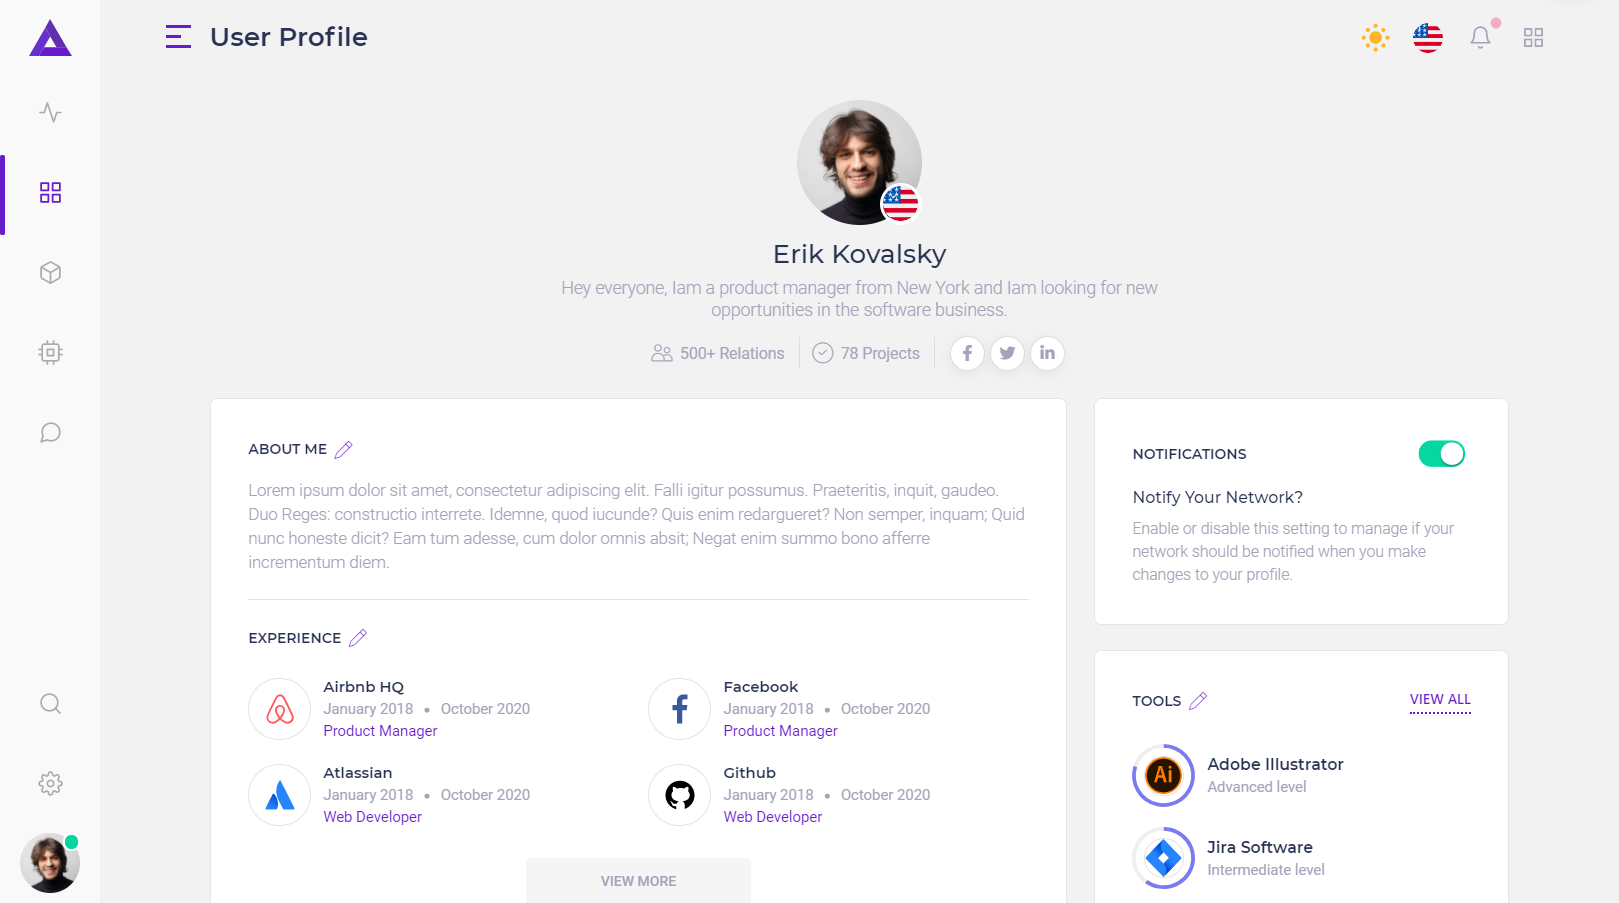 User Profile
Erik Kovalsky
Hey everyone, Iam a product manager from New York and Iam looking for new
opportunities in the software business.
500+ Relations
78 Projects
ABOUT ME
Lorem ipsum dolor sit amet, consectetur adipiscing elit. Falli igitur possumus. Praeteritis, inquit, gaudeo.
Duo Reges: constructio interrete. Idemne, quod iucunde? Quis enim redargueret? Non semper, inquam; Quid
nunc honeste dicit? Eam tum adesse, cum dolor omnis absit; Negat enim summo bono afferre
incrementum diem.
EXPERIENCE
Airbnb HQ
January 2018 • October 2020
Product Manager
Facebook
January 2018 • October 2020
Product Manager
Atlassian
January 2018 • October 2020
Web Developer
Github
January 2018 • October 2020
Web Developer
VIEW MORE
NOTIFICATIONS
Notify Your Network?
Enable or disable this setting to manage if your
network should be notified when you make
changes to your profile.
TOOLS
VIEW ALL
Ai
Adobe Illustrator
Advanced level
Jira Software
Intermediate level